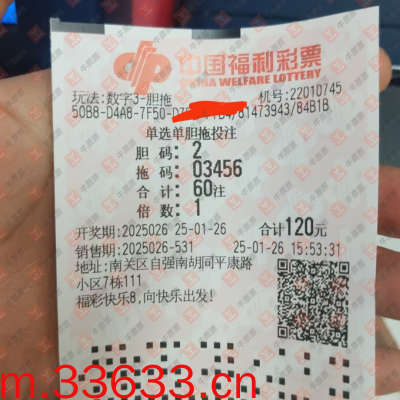 中国福利彩票
CHINA WELFARE LOTTERY
玩法:数字3-胆拖 机号:22010745
50B8-D4A8-7F50- 81473943/84B1B
单选单胆拖投注
胆 码: 2
拖 码: 03456
合 计: 60注
倍 数: 1
开奖期:2025026 25-01-26 合计120元
销售期:2025026-531 25-01-26 15:53:31
地址:南关区自强南胡同平康路
小区7栋111
福彩快乐8,向快乐出发!
m.33633.cn